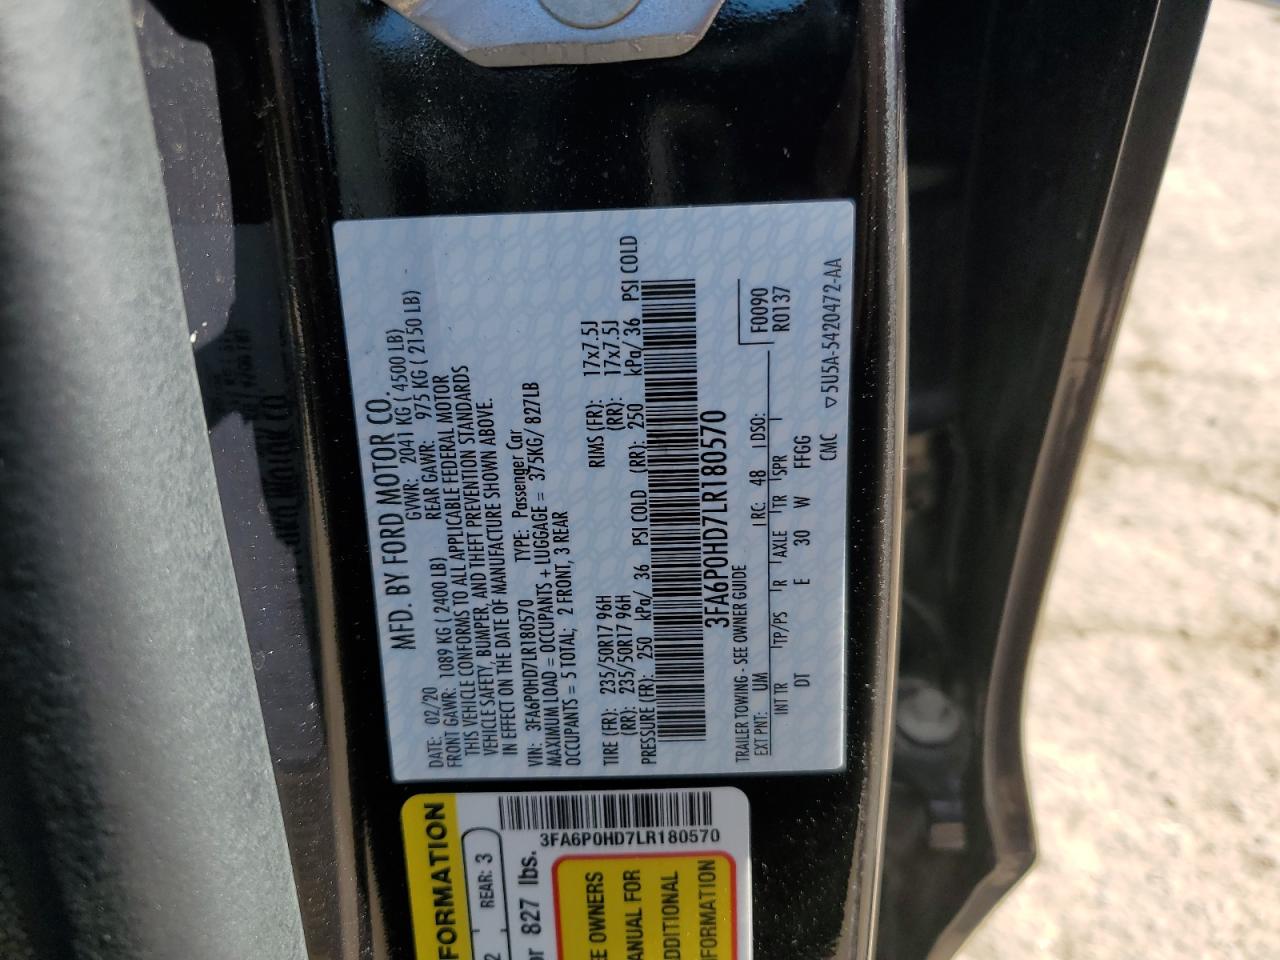 MFD. BY FORD MOTOR CO.
DATE: 02/20 GVWR: 2041 KG ( 4500 LB)
FRONT GAWR: 1089 KG ( 2400 LB) REAR GAWR: 975 KG ( 2150 LB)
THIS VEHICLE CONFORMS TO ALL APPLICABLE FEDERAL MOTOR
VEHICLE SAFETY, BUMPER, AND THEFT PREVENTION STANDARDS
IN EFFECT ON THE DATE OF MANUFACTURE SHOWN ABOVE.
VIN: 3FA6P0HD7LR180570 TYPE: Passenger Car
MAXIMUM LOAD = OCCUPANTS + LUGGAGE = 375KG/ 827LB
OCCUPANTS = 5 TOTAL; 2 FRONT, 3 REAR
TIRE (FR): 235/50R17 96H RIMS (FR): 17x7.5J
(RR): 235/50R17 96H (RR): 17x7.5J
PRESSURE (FR): 250 kPa/ 36 PSI COLD (RR): 250 kPa/ 36 PSI COLD
3FA6P0HD7LR180570
TRAILER TOWING - SEE OWNER GUIDE F0090
EXT PNT: UM RC: 48 DSO: R0137
INT TR TP/PS R AXLE TR SPR
DT E 30 W FFGG
CMC ▽5U5A-5420472-AA
3FA6P0HD7LR180570
FORMATION
REAR: 3
or 827 lbs.
EE OWNERS
MANUAL FOR
ADDITIONAL
NFORMATION